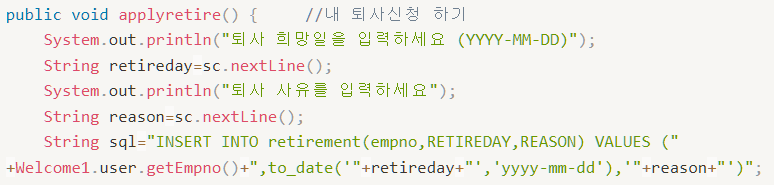 public void applyretire() {     //내 퇴사신청 하기
    System.out.println("퇴사 희망일을 입력하세요 (YYYY-MM-DD)");
    String retireday=sc.nextLine();
    System.out.println("퇴사 사유를 입력하세요");
    String reason=sc.nextLine();
    String sql="INSERT INTO retirement(empno,RETIREDAY,REASON) VALUES ("
+Welcome1.user.getEmpno()+",to_date('"+retireday+"','yyyy-mm-dd'),'"+reason+"')";